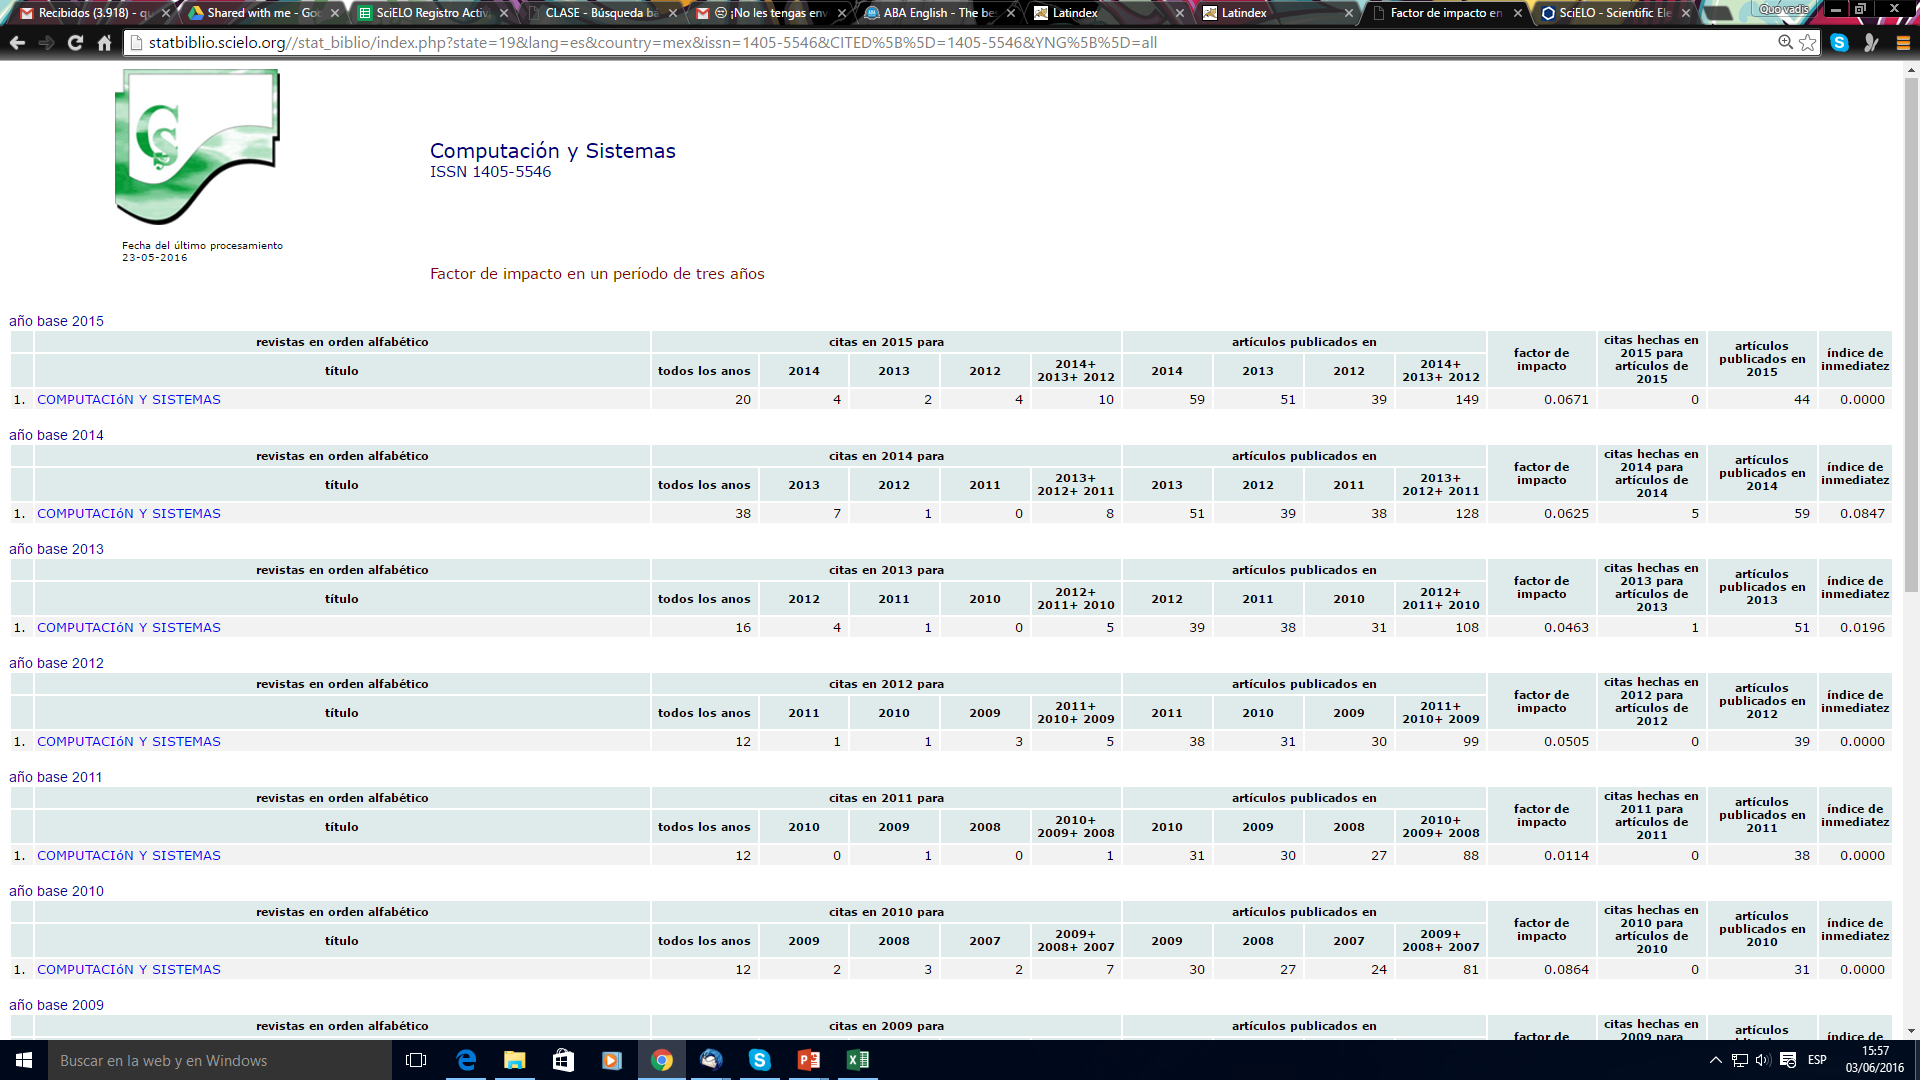 Recibidos (3.918) - q
Shared with me - Goo
SciELO Registro Activ
CLASE - Búsqueda b
¡No les tengas env
ABA English - The be
Latindex
Latindex
Factor de impacto en
SciELO - Scientific Ele
Quo vadis
statbiblio.scielo.org//stat_biblio/index.php?state=19&lang=es&country=mex&issn=1405-5546&CITED%5B%5D=1405-5546&YNG%5B%5D=all
Computación y Sistemas
ISSN 1405-5546
Fecha del último procesamiento
23-05-2016
Factor de impacto en un período de tres años
año base 2015
revistas en orden alfabético citas en 2015 para artículos publicados en factor de impacto citas hechas en 2015 para artículos de 2015 artículos publicados en 2015 índice de inmediatez
título todos los anos 2014 2013 2012 2014+ 2013+ 2012 2014 2013 2012 2014+ 2013+ 2012
1. COMPUTACIóN Y SISTEMAS 20 4 2 4 10 59 51 39 149 0.0671 0 44 0.0000
año base 2014
revistas en orden alfabético citas en 2014 para artículos publicados en factor de impacto citas hechas en 2014 para artículos de 2014 artículos publicados en 2014 índice de inmediatez
título todos los anos 2013 2012 2011 2013+ 2012+ 2011 2013 2012 2011 2013+ 2012+ 2011
1. COMPUTACIóN Y SISTEMAS 38 7 1 0 8 51 39 38 128 0.0625 5 59 0.0847
año base 2013
revistas en orden alfabético citas en 2013 para artículos publicados en factor de impacto citas hechas en 2013 para artículos de 2013 artículos publicados en 2013 índice de inmediatez
título todos los anos 2012 2011 2010 2012+ 2011+ 2010 2012 2011 2010 2012+ 2011+ 2010
1. COMPUTACIóN Y SISTEMAS 16 4 1 0 5 39 38 31 108 0.0463 1 51 0.0196
año base 2012
revistas en orden alfabético citas en 2012 para artículos publicados en factor de impacto citas hechas en 2012 para artículos de 2012 artículos publicados en 2012 índice de inmediatez
título todos los anos 2011 2010 2009 2011+ 2010+ 2009 2011 2010 2009 2011+ 2010+ 2009
1. COMPUTACIóN Y SISTEMAS 12 1 1 3 5 38 31 30 99 0.0505 0 39 0.0000
año base 2011
revistas en orden alfabético citas en 2011 para artículos publicados en factor de impacto citas hechas en 2011 para artículos de 2011 artículos publicados en 2011 índice de inmediatez
título todos los anos 2010 2009 2008 2010+ 2009+ 2008 2010 2009 2008 2010+ 2009+ 2008
1. COMPUTACIóN Y SISTEMAS 12 0 1 0 1 31 30 27 88 0.0114 0 38 0.0000
año base 2010
revistas en orden alfabético citas en 2010 para artículos publicados en factor de impacto citas hechas en 2010 para artículos de 2010 artículos publicados en 2010 índice de inmediatez
título todos los anos 2009 2008 2007 2009+ 2008+ 2007 2009 2008 2007 2009+ 2008+ 2007
1. COMPUTACIóN Y SISTEMAS 12 2 3 2 7 30 27 24 81 0.0864 0 31 0.0000
año base 2009
revistas en orden alfabético citas en 2009 para artículos publicados en factor de citas hechas en 2009 para artículos índice de
Buscar en la web y en Windows
ESP
15:57
03/06/2016